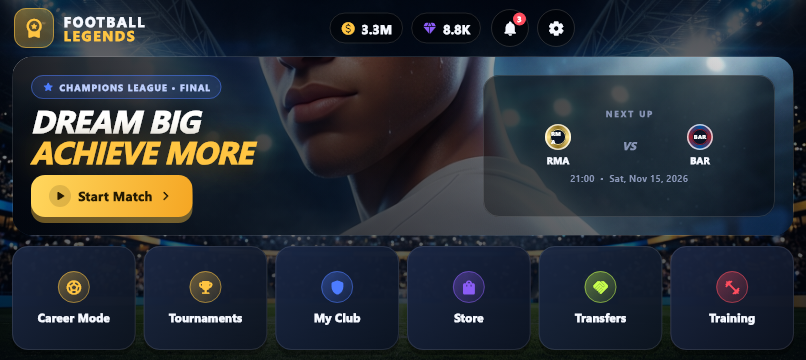 FOOTBALL
LEGENDS
3.3M
8.8K
3
CHAMPIONS LEAGUE • FINAL
DREAM BIG
ACHIEVE MORE
Start Match
NEXT UP
RMA
VS
BAR
BAR
21:00 • Sat, Nov 15, 2026
Career Mode
Tournaments
My Club
Store
Transfers
Training